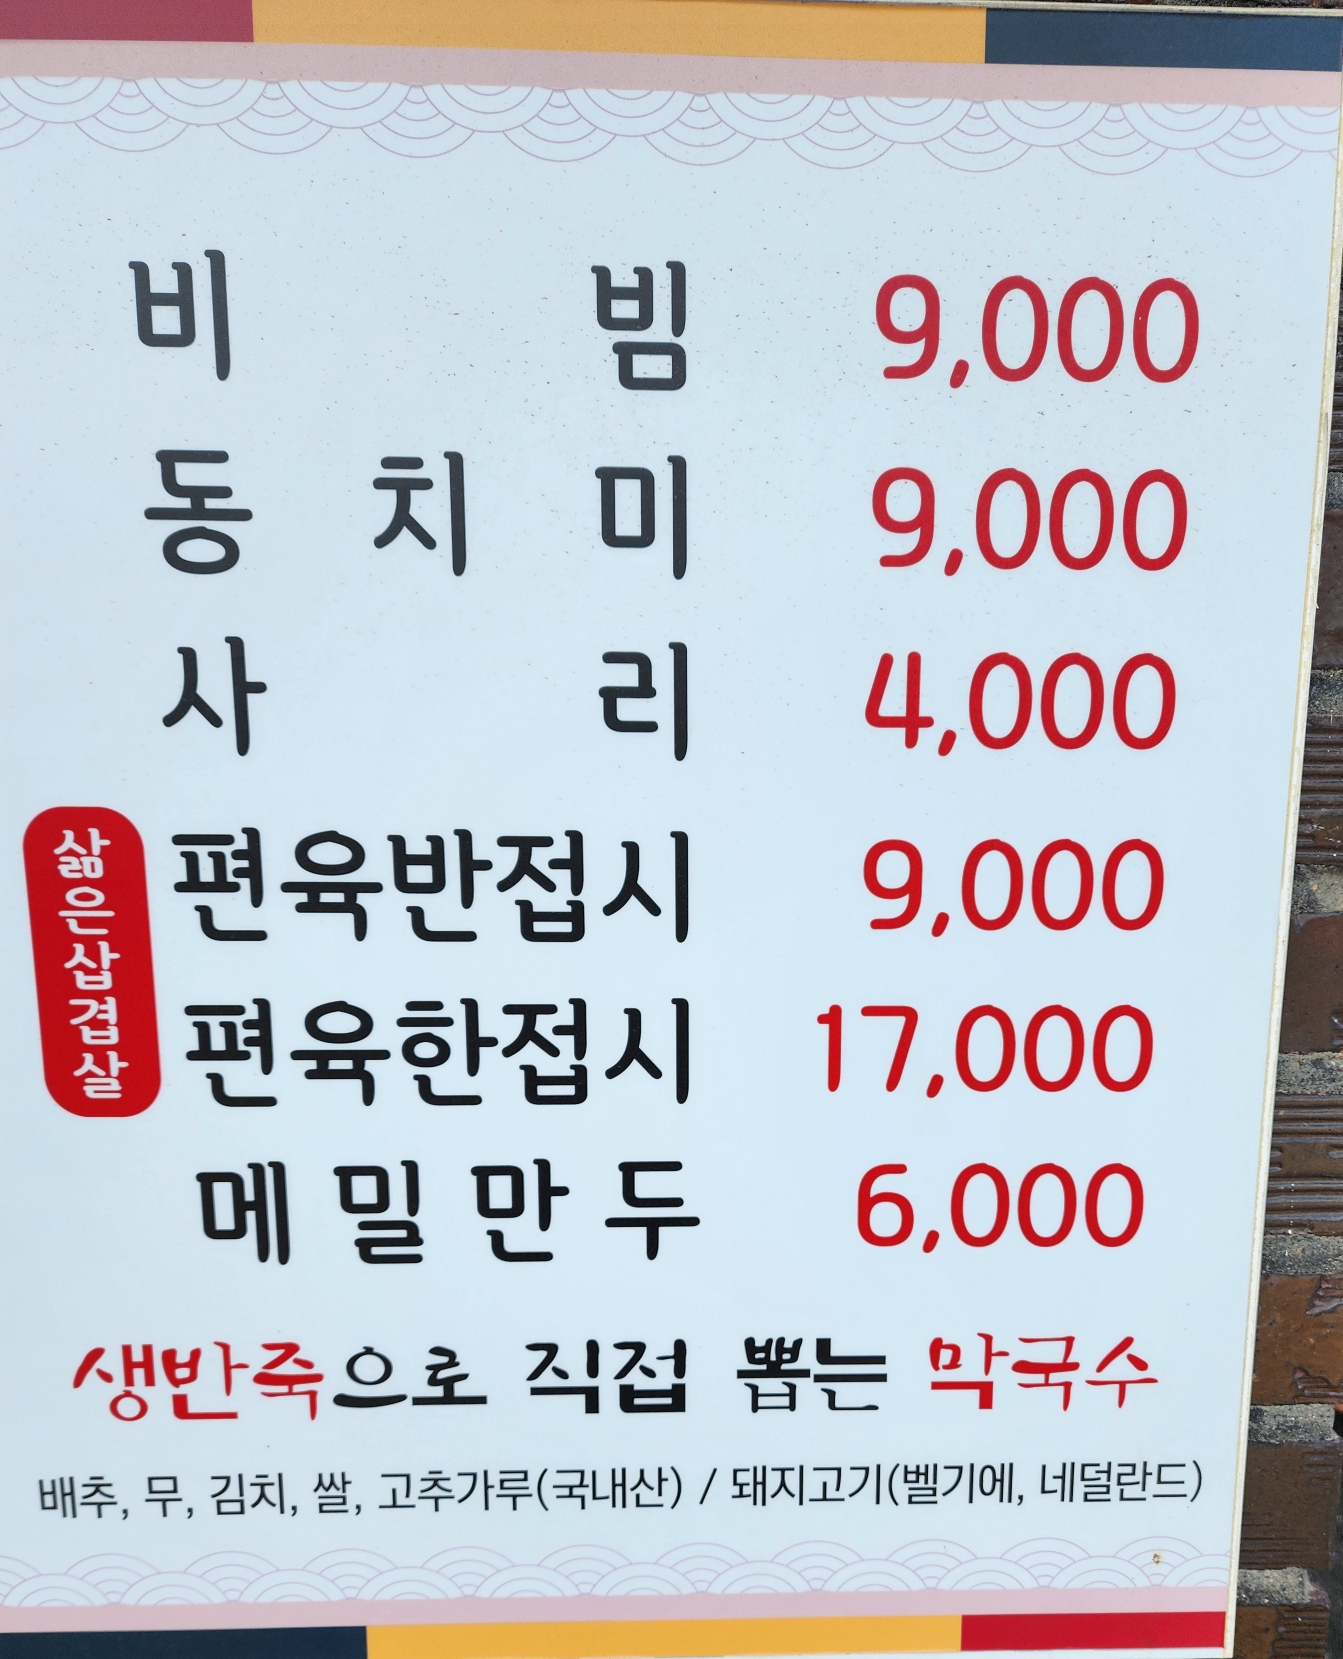 비빔 9,000
동치미 9,000
사리 4,000
삶은삽겹살
편육반접시 9,000
편육한접시 17,000
메밀만두 6,000
생반죽으로 직접 뽑는 막국수
배추, 무, 김치, 쌀, 고추가루(국내산) / 돼지고기(벨기에, 네덜란드)